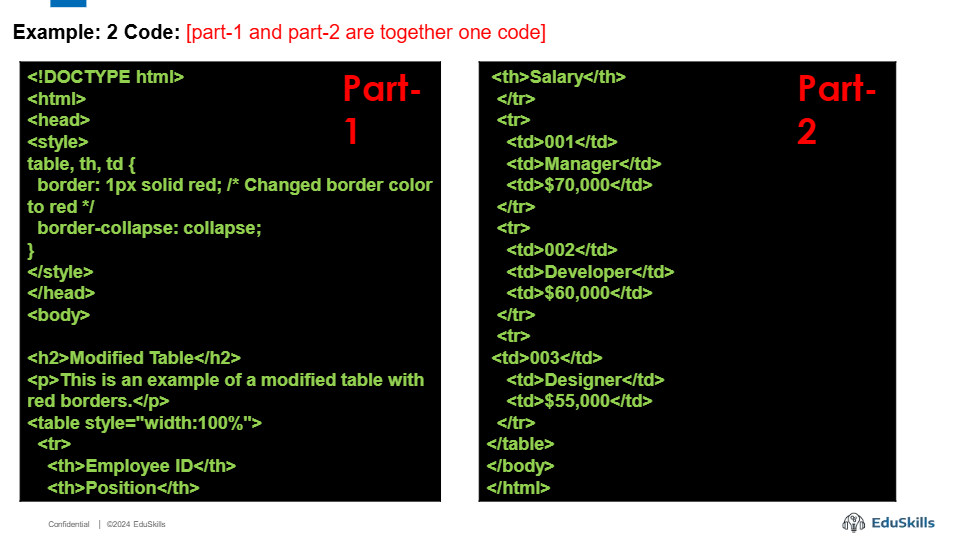 Example: 2 Code: [part-1 and part-2 are together one code]
Part-
1
<!DOCTYPE html>
<html>
<head>
<style>
table, th, td {
  border: 1px solid red; /* Changed border color
to red */
  border-collapse: collapse;
}
</style>
</head>
<body>

<h2>Modified Table</h2>
<p>This is an example of a modified table with
red borders.</p>
<table style="width:100%">
  <tr>
    <th>Employee ID</th>
    <th>Position</th>
Part-
2
<th>Salary</th>
  </tr>
  <tr>
    <td>001</td>
    <td>Manager</td>
    <td>$70,000</td>
  </tr>
  <tr>
    <td>002</td>
    <td>Developer</td>
    <td>$60,000</td>
  </tr>
  <tr>
 <td>003</td>
    <td>Designer</td>
    <td>$55,000</td>
  </tr>
</table>
</body>
</html>
Confidential | ©2024 EduSkills
EduSkills